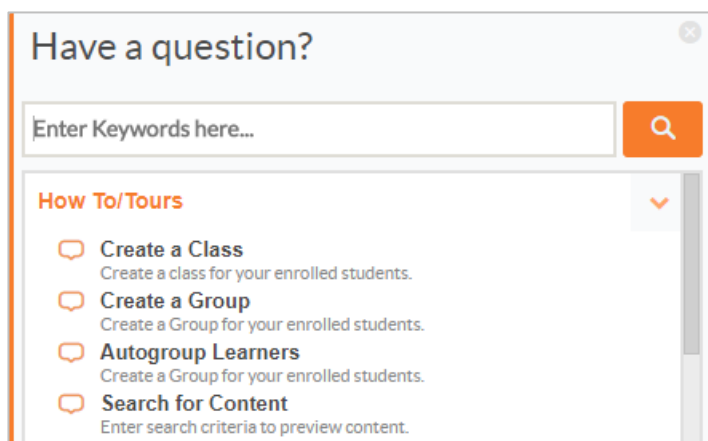 Have a question?
Enter Keywords here...
How To/Tours
Create a Class
Create a class for your enrolled students.
Create a Group
Create a Group for your enrolled students.
Autogroup Learners
Create a Group for your enrolled students.
Search for Content
Enter search criteria to preview content.